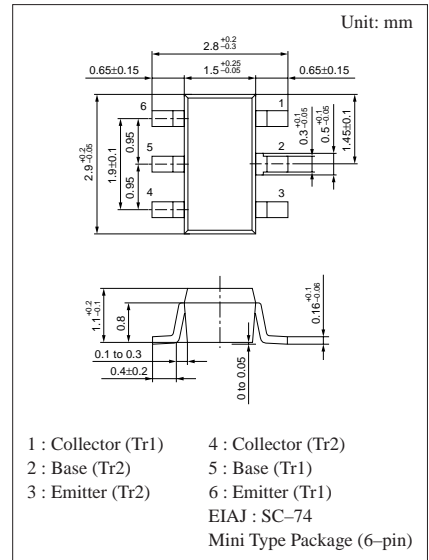 Unit: mm
2.8 +0.2 -0.3
0.65±0.15 1.5 +0.25 -0.05 0.65±0.15
6 1
5 2
4 3
2.9 +0.2 -0.05
1.9±0.1
0.95
0.95
0.3 +0.1 -0.05
0.5 +0.1 -0.05
1.45±0.1
1.1 +0.2 -0.1
0.8
0.16 +0.1 -0.06
0.1 to 0.3
0.4±0.2
0 to 0.05
1 : Collector (Tr1) 4 : Collector (Tr2)
2 : Base (Tr2) 5 : Base (Tr1)
3 : Emitter (Tr2) 6 : Emitter (Tr1)
EIAJ : SC–74
Mini Type Package (6–pin)